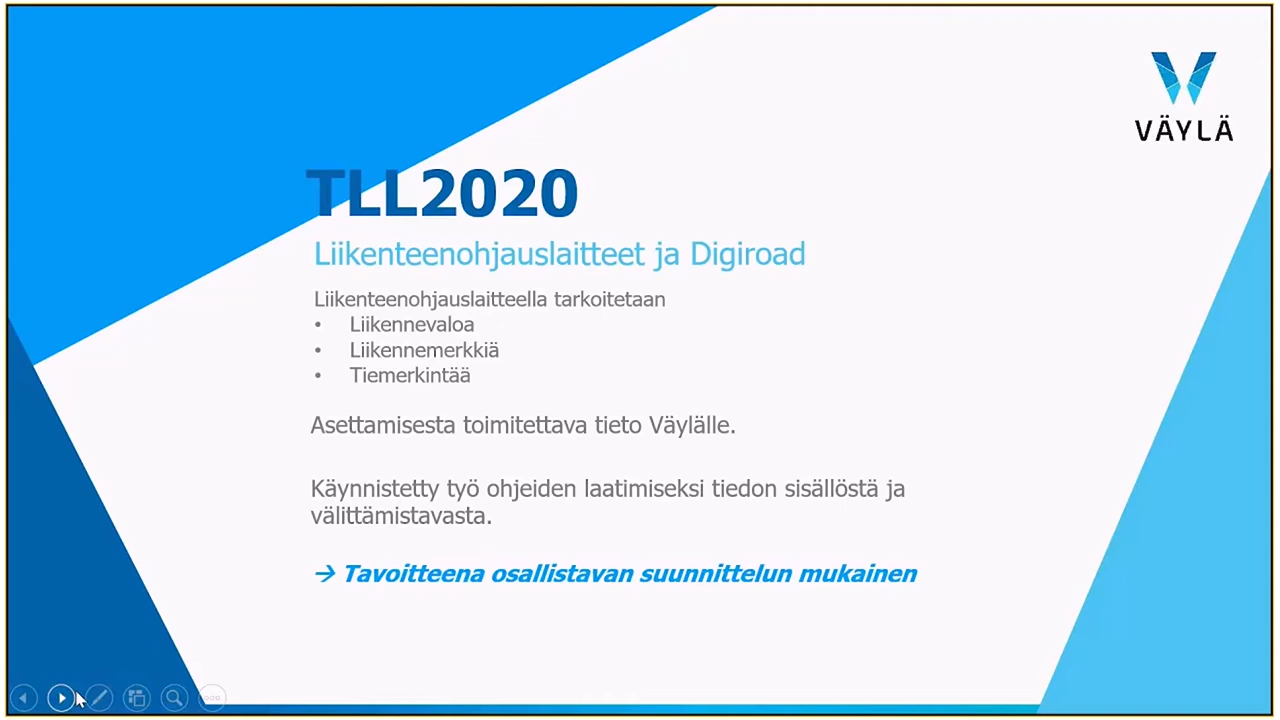 VÄYLÄ
TLL2020
Liikenteenohjauslaitteet ja Digiroad
Liikenteenohjauslaitteella tarkoitetaan
• Liikennevaloa
• Liikennemerkkiä
• Tiemerkintää
Asettamisesta toimitettava tieto Väylälle.
Käynnistetty työ ohjeiden laatimiseksi tiedon sisällöstä ja
välittämistavasta.
→ Tavoitteena osallistavan suunnittelun mukainen